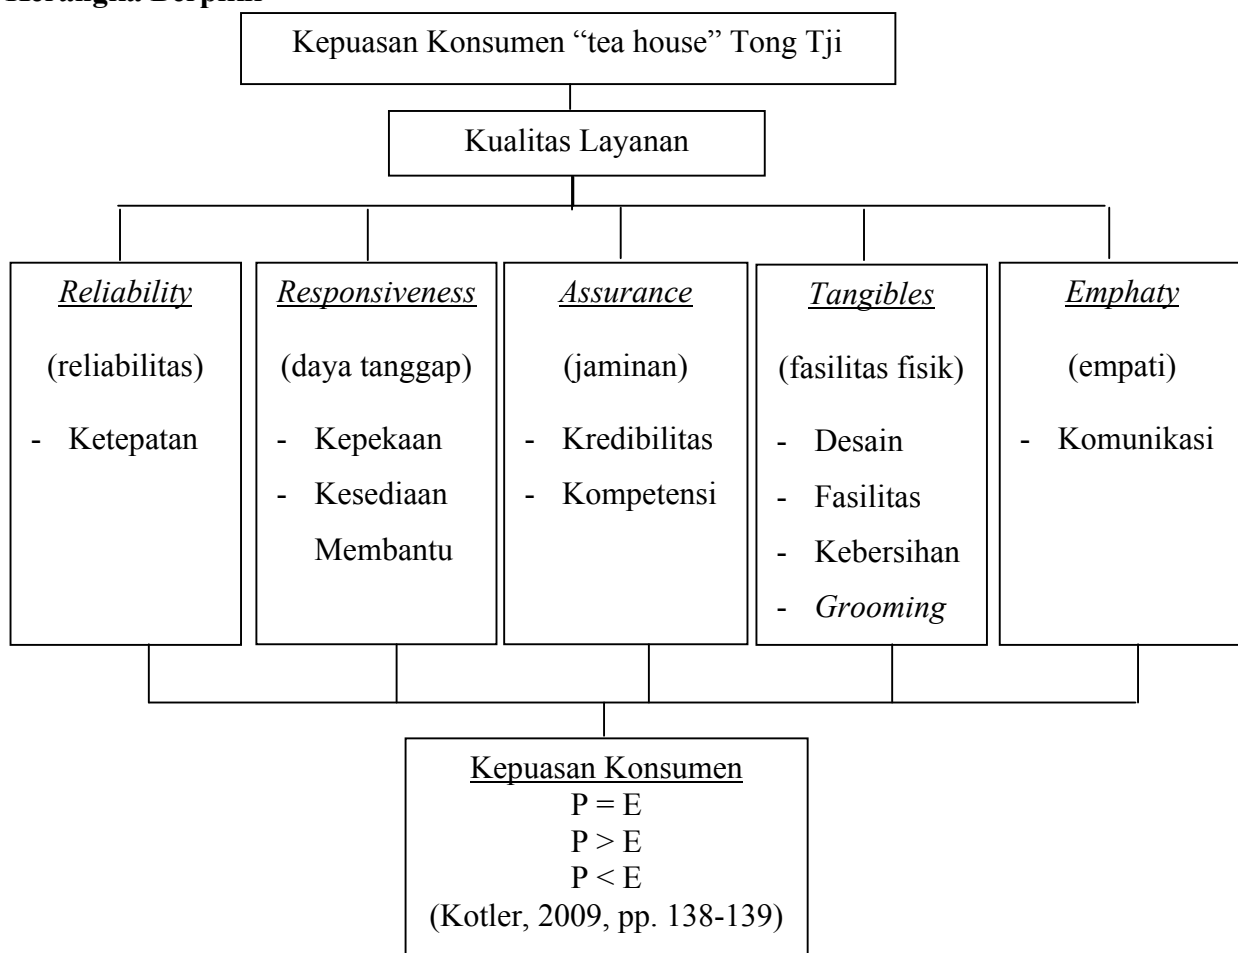 Kerangka Berpikir
Kepuasan Konsumen “tea house” Tong Tji
Kualitas Layanan
Reliability
(reliabilitas)
- Ketepatan
Responsiveness
(daya tanggap)
- Kepekaan
- Kesediaan
Membantu
Assurance
(jaminan)
- Kredibilitas
- Kompetensi
Tangibles
(fasilitas fisik)
- Desain
- Fasilitas
- Kebersihan
- Grooming
Emphaty
(empati)
- Komunikasi
Kepuasan Konsumen
P = E
P > E
P < E
(Kotler, 2009, pp. 138-139)